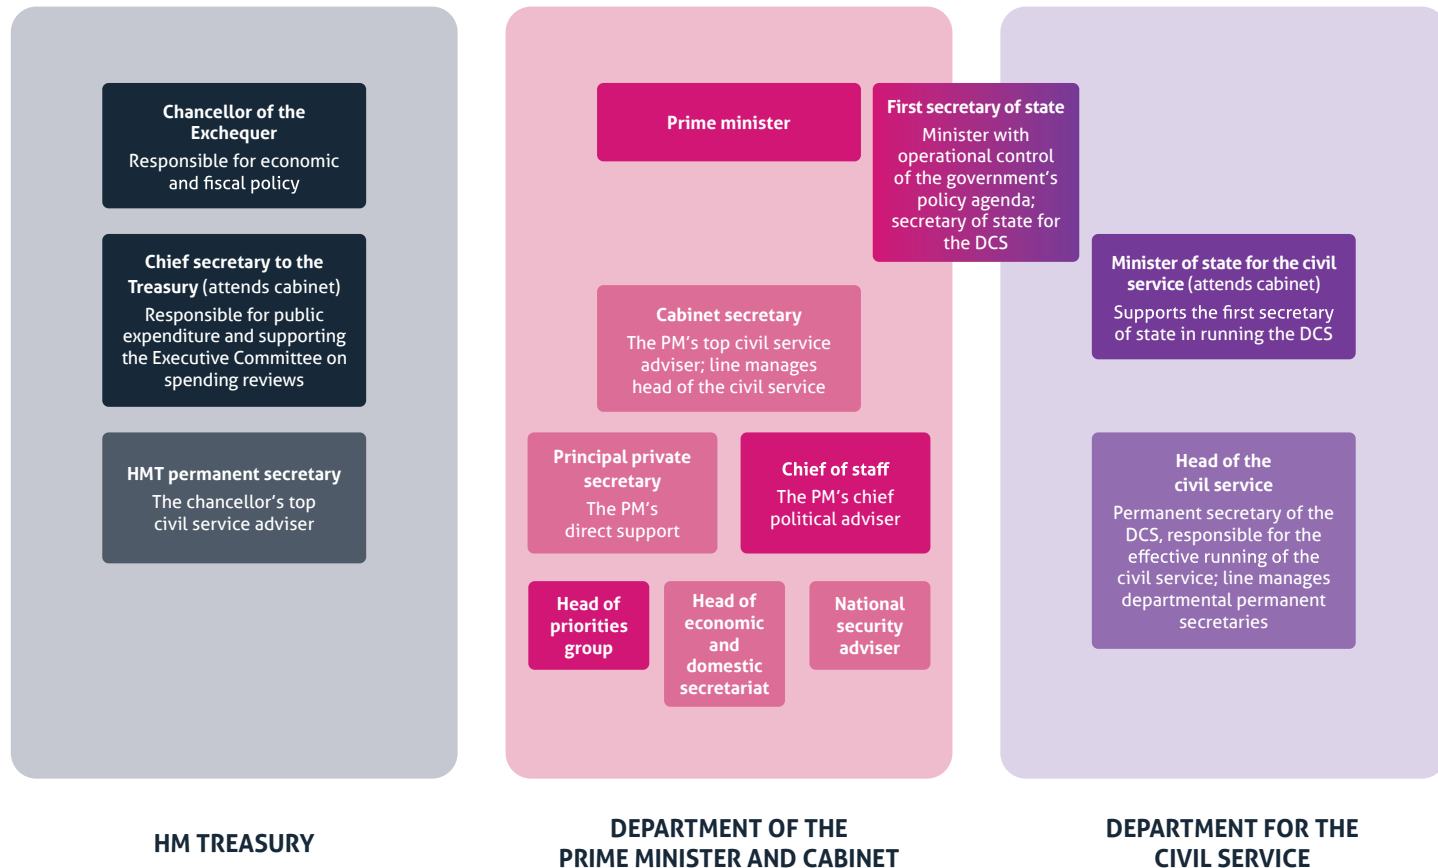 Chancellor of the
Exchequer
Responsible for economic
and fiscal policy
Chief secretary to the
Treasury (attends cabinet)
Responsible for public
expenditure and supporting
the Executive Committee on
spending reviews
HMT permanent secretary
The chancellor's top
civil service adviser
HM TREASURY
Prime minister
First secretary of state
Minister with
operational control
of the government's
policy agenda;
secretary of state for
the DCS
Cabinet secretary
The PM's top civil service
adviser; line manages
head of the civil service
Principal private
secretary
The PM's
direct support
Chief of staff
The PM's chief
political adviser
Head of
priorities
group
Head of
economic
and
domestic
secretariat
National
security
adviser
DEPARTMENT OF THE
PRIME MINISTER AND CABINET
Minister of state for the civil
service (attends cabinet)
Supports the first secretary
of state in running the DCS
Head of the
civil service
Permanent secretary of the
DCS, responsible for the
effective running of the
civil service; line manages
departmental permanent
secretaries
DEPARTMENT FOR THE
CIVIL SERVICE